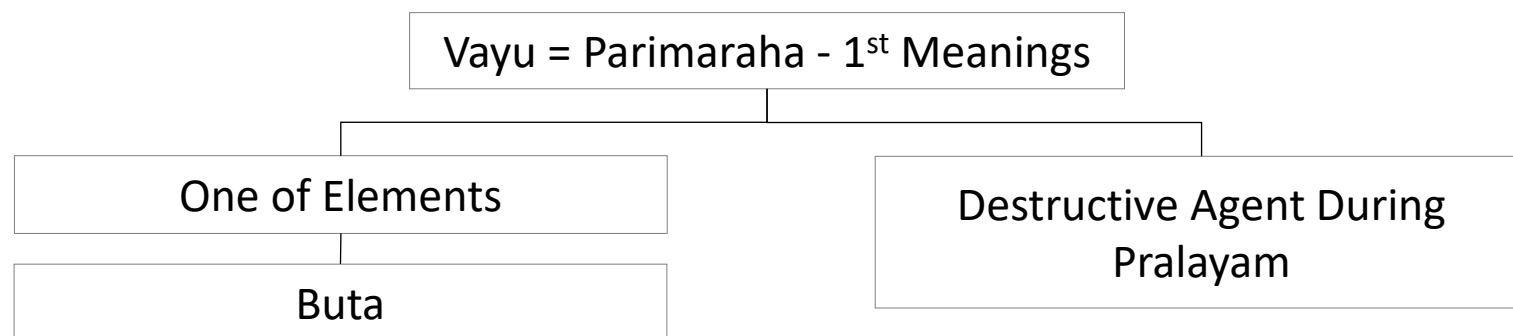 Vayu = Parimaraha - 1st Meanings
One of Elements
Destructive Agent During
Pralayam
Buta